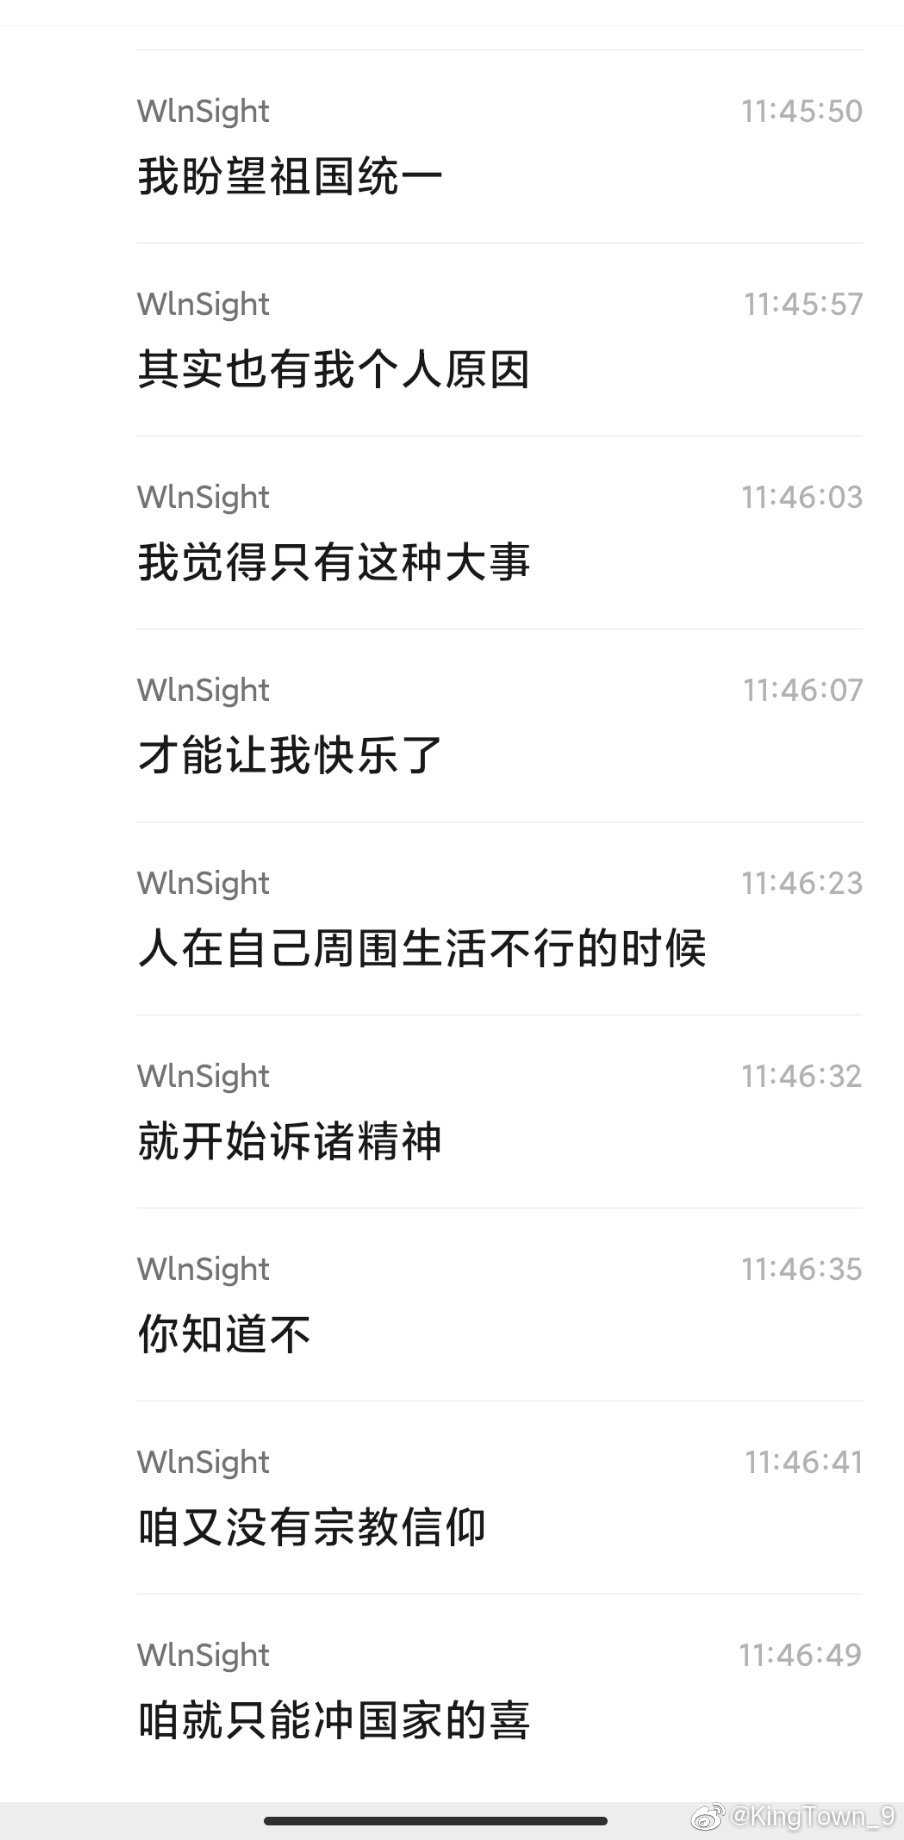 WlnSight 11:45:50
我盼望祖国统一
WlnSight 11:45:57
其实也有我个人原因
WlnSight 11:46:03
我觉得只有这种大事
WlnSight 11:46:07
才能让我快乐了
WlnSight 11:46:23
人在自己周围生活不行的时候
WlnSight 11:46:32
就开始诉诸精神
WlnSight 11:46:35
你知道不
WlnSight 11:46:41
咱又没有宗教信仰
WlnSight 11:46:49
咱就只能冲国家的喜
@KingTown_9